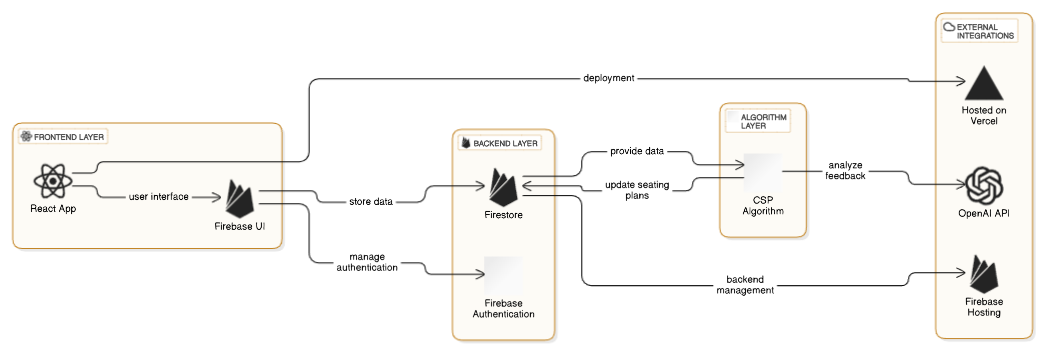 EXTERNAL
INTEGRATIONS
deployment
Hosted on
Vercel
FRONTEND LAYER
React App
user interface
Firebase UI
store data
manage
authentication
BACKEND LAYER
Firestore
Firebase
Authentication
provide data
update seating
plans
ALGORITHM
LAYER
CSP
Algorithm
analyze
feedback
OpenAI API
backend
management
Firebase
Hosting